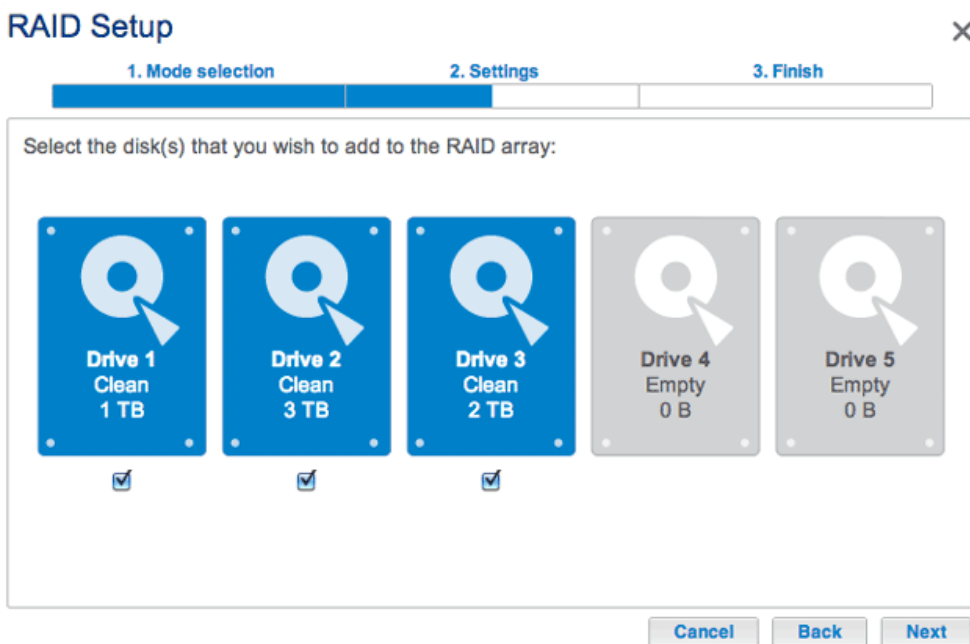 RAID Setup
1. Mode selection 2. Settings 3. Finish
Select the disk(s) that you wish to add to the RAID array:
Drive 1
Clean
1 TB
Drive 2
Clean
3 TB
Drive 3
Clean
2 TB
Drive 4
Empty
0 B
Drive 5
Empty
0 B
Cancel Back Next